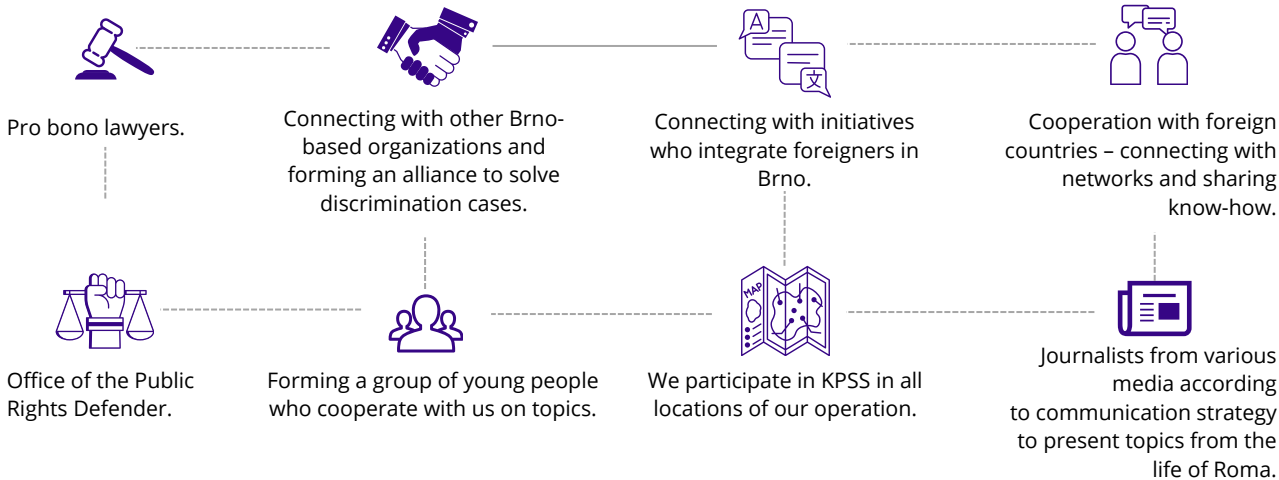 Pro bono lawyers.
Connecting with other Brno-
based organizations and
forming an alliance to solve
discrimination cases.
A
文
Connecting with initiatives
who integrate foreigners in
Brno.
Cooperation with foreign
countries – connecting with
networks and sharing
know-how.
Office of the Public
Rights Defender.
Forming a group of young people
who cooperate with us on topics.
MAP
We participate in KPSS in all
locations of our operation.
Journalists from various
media according
to communication strategy
to present topics from the
life of Roma.